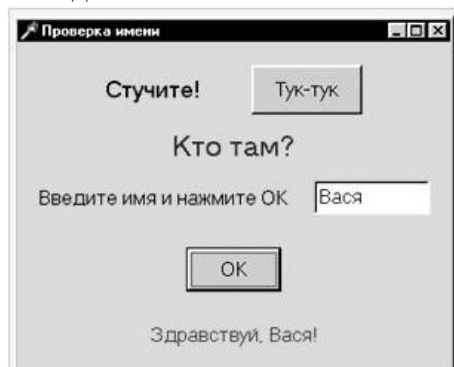 Проверка имени
Стучите! Тук-тук
Кто там?
Введите имя и нажмите ОК Вася
ОК
Здравствуй, Вася!